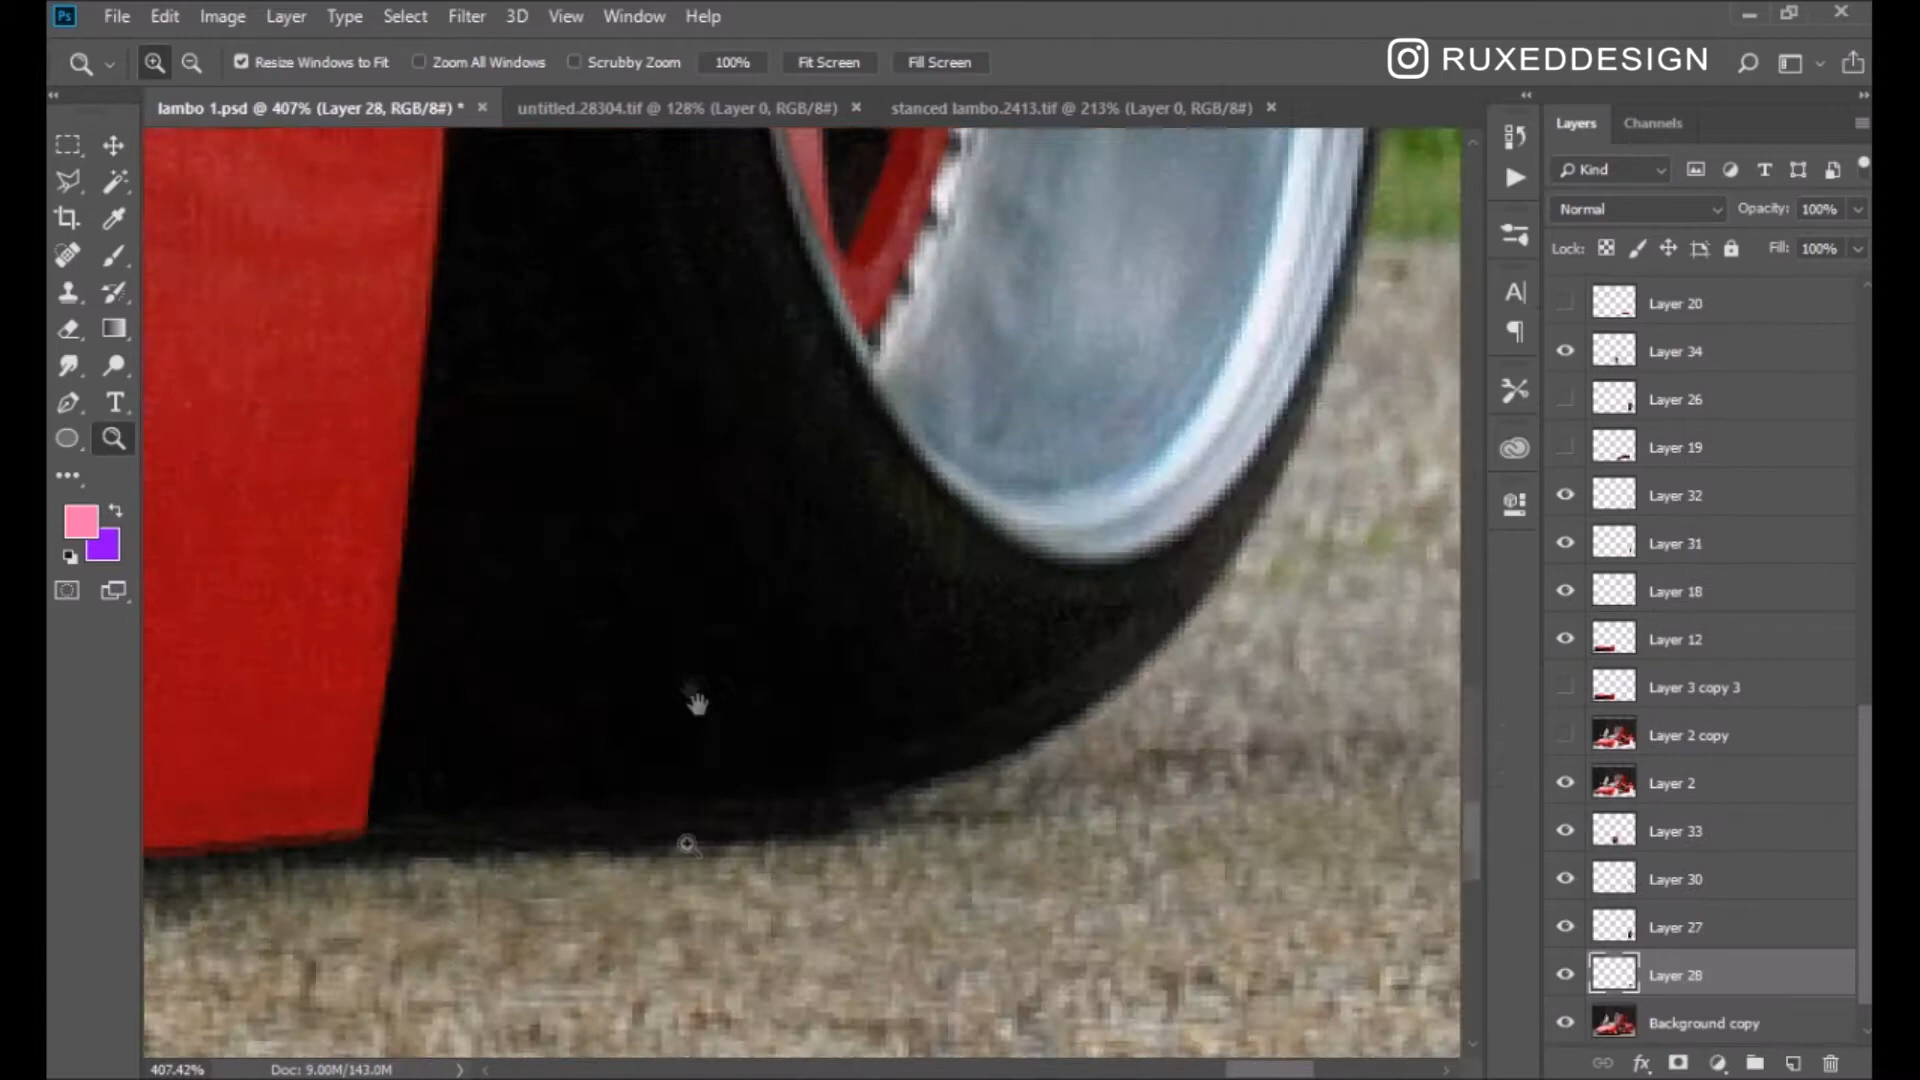 Ps File Edit Image Layer Type Select Filter 3D View Window Help
Resize Windows to Fit Zoom All Windows Scrubby Zoom 100% Fit Screen Fill Screen
RUXEDDESIGN
lambo 1.psd @ 407% (Layer 28, RGB/8#) * × untitled.28304.tif @ 128% (Layer 0, RGB/8#) × stanced lambo.2413.tif @ 213% (Layer 0, RGB/8#) ×
Layers Channels
Kind
Normal Opacity: 100%
Lock: Fill: 100%
Layer 20
Layer 34
Layer 26
Layer 19
Layer 32
Layer 31
Layer 18
Layer 12
Layer 3 copy 3
Layer 2 copy
Layer 2
Layer 33
Layer 30
Layer 27
Layer 28
Background copy
407.42% Doc: 9.00M/143.0M
fx